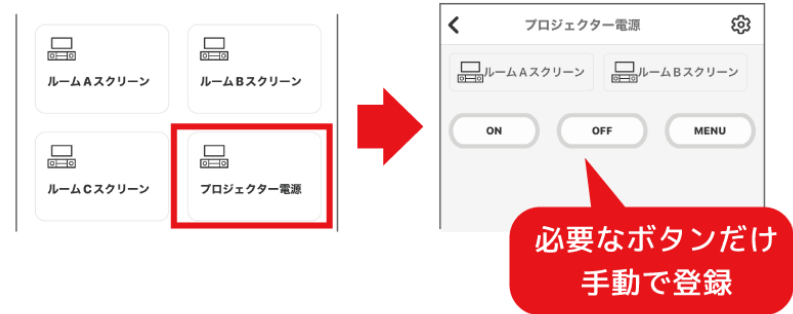 ルームAスクリーン
ルームBスクリーン
ルームCスクリーン
プロジェクター電源
プロジェクター電源
ルームAスクリーン
ルームBスクリーン
ON
OFF
MENU
必要なボタンだけ
手動で登録